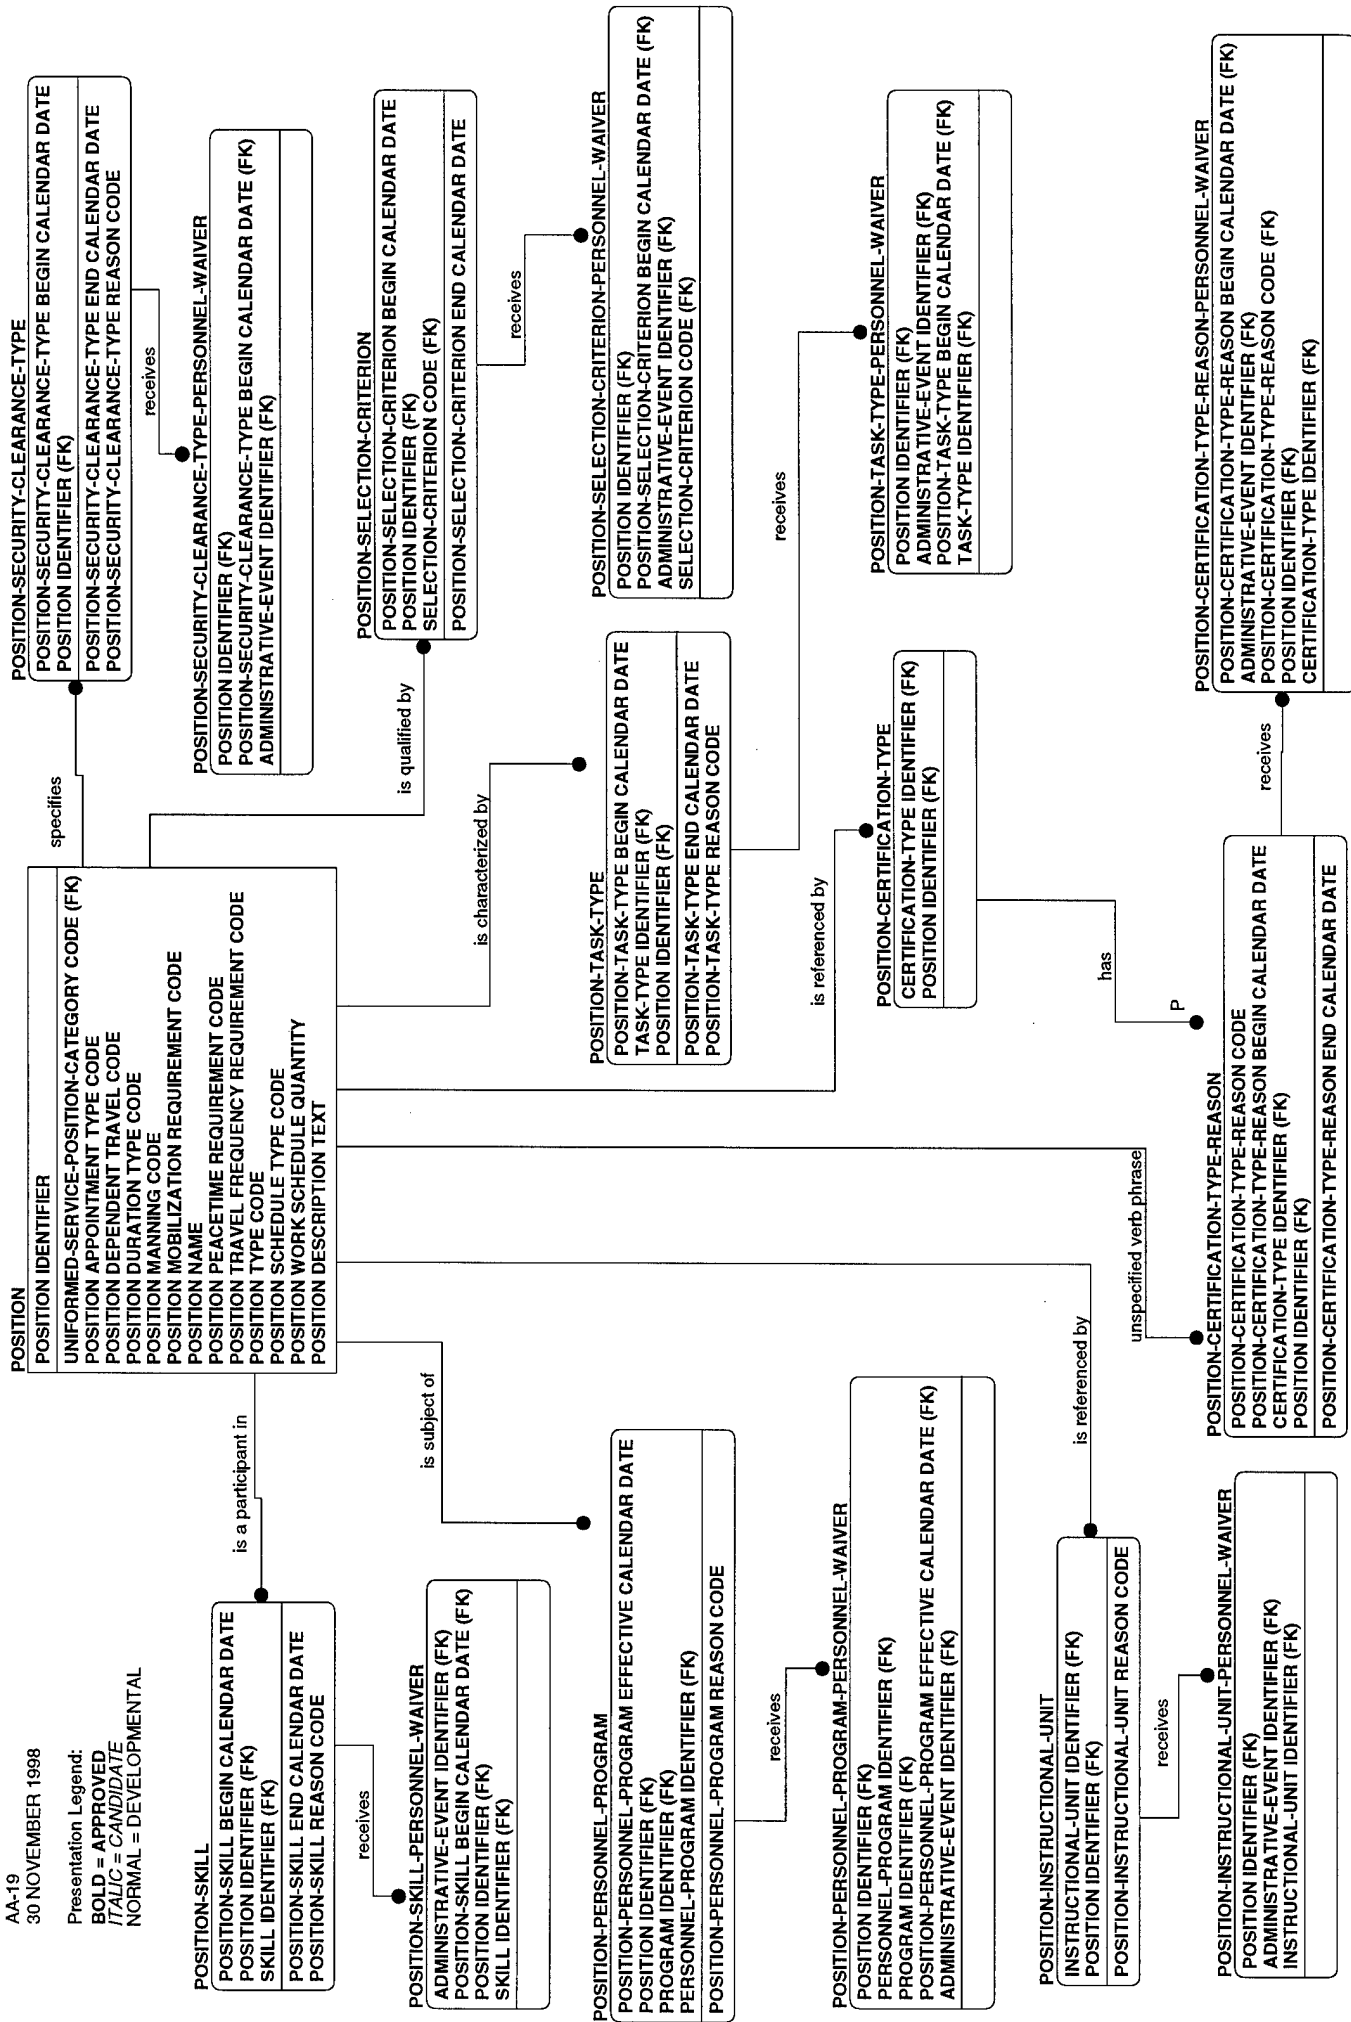 AA-19
30 NOVEMBER 1998
Presentation Legend:
BOLD = APPROVED
ITALIC = CANDIDATE
NORMAL = DEVELOPMENTAL
POSITION
POSITION IDENTIFIER
UNIFORMED-SERVICE-POSITION-CATEGORY CODE (FK)
POSITION APPOINTMENT TYPE CODE
POSITION DEPENDENT TRAVEL CODE
POSITION DURATION TYPE CODE
POSITION MANNING CODE
POSITION MOBILIZATION REQUIREMENT CODE
POSITION NAME
POSITION PEACETIME REQUIREMENT CODE
POSITION TRAVEL FREQUENCY REQUIREMENT CODE
POSITION TYPE CODE
POSITION SCHEDULE TYPE CODE
POSITION WORK SCHEDULE QUANTITY
POSITION DESCRIPTION TEXT
is a participant in
POSITION-SKILL
POSITION-SKILL BEGIN CALENDAR DATE
POSITION IDENTIFIER (FK)
SKILL IDENTIFIER (FK)
POSITION-SKILL END CALENDAR DATE
POSITION-SKILL REASON CODE
receives
POSITION-SKILL-PERSONNEL-WAIVER
ADMINISTRATIVE-EVENT IDENTIFIER (FK)
POSITION-SKILL BEGIN CALENDAR DATE (FK)
POSITION IDENTIFIER (FK)
SKILL IDENTIFIER (FK)
is subject of
POSITION-PERSONNEL-PROGRAM
POSITION-PERSONNEL-PROGRAM EFFECTIVE CALENDAR DATE
POSITION IDENTIFIER (FK)
PROGRAM IDENTIFIER (FK)
PERSONNEL-PROGRAM IDENTIFIER (FK)
POSITION-PERSONNEL-PROGRAM REASON CODE
receives
POSITION-PERSONNEL-PROGRAM-PERSONNEL-WAIVER
POSITION IDENTIFIER (FK)
PERSONNEL-PROGRAM IDENTIFIER (FK)
PROGRAM IDENTIFIER (FK)
POSITION-PERSONNEL-PROGRAM EFFECTIVE CALENDAR DATE (FK)
ADMINISTRATIVE-EVENT IDENTIFIER (FK)
is referenced by
POSITION-INSTRUCTIONAL-UNIT
INSTRUCTIONAL-UNIT IDENTIFIER (FK)
POSITION IDENTIFIER (FK)
POSITION-INSTRUCTIONAL-UNIT REASON CODE
receives
POSITION-INSTRUCTIONAL-UNIT-PERSONNEL-WAIVER
POSITION IDENTIFIER (FK)
ADMINISTRATIVE-EVENT IDENTIFIER (FK)
INSTRUCTIONAL-UNIT IDENTIFIER (FK)
specifies
POSITION-SECURITY-CLEARANCE-TYPE
POSITION-SECURITY-CLEARANCE-TYPE BEGIN CALENDAR DATE
POSITION IDENTIFIER (FK)
POSITION-SECURITY-CLEARANCE-TYPE END CALENDAR DATE
POSITION-SECURITY-CLEARANCE-TYPE REASON CODE
receives
POSITION-SECURITY-CLEARANCE-TYPE-PERSONNEL-WAIVER
POSITION IDENTIFIER (FK)
POSITION-SECURITY-CLEARANCE-TYPE BEGIN CALENDAR DATE (FK)
ADMINISTRATIVE-EVENT IDENTIFIER (FK)
is qualified by
POSITION-SELECTION-CRITERION
POSITION-SELECTION-CRITERION BEGIN CALENDAR DATE
POSITION IDENTIFIER (FK)
SELECTION-CRITERION CODE (FK)
POSITION-SELECTION-CRITERION END CALENDAR DATE
receives
POSITION-SELECTION-CRITERION-PERSONNEL-WAIVER
POSITION IDENTIFIER (FK)
POSITION-SELECTION-CRITERION BEGIN CALENDAR DATE (FK)
ADMINISTRATIVE-EVENT IDENTIFIER (FK)
SELECTION-CRITERION CODE (FK)
is characterized by
POSITION-TASK-TYPE
POSITION-TASK-TYPE BEGIN CALENDAR DATE
TASK-TYPE IDENTIFIER (FK)
POSITION IDENTIFIER (FK)
POSITION-TASK-TYPE END CALENDAR DATE
POSITION-TASK-TYPE REASON CODE
receives
POSITION-TASK-TYPE-PERSONNEL-WAIVER
POSITION IDENTIFIER (FK)
ADMINISTRATIVE-EVENT IDENTIFIER (FK)
POSITION-TASK-TYPE BEGIN CALENDAR DATE (FK)
TASK-TYPE IDENTIFIER (FK)
is referenced by
POSITION-CERTIFICATION-TYPE
CERTIFICATION-TYPE IDENTIFIER (FK)
POSITION IDENTIFIER (FK)
has
P
unspecified verb phrase
POSITION-CERTIFICATION-TYPE-REASON
POSITION-CERTIFICATION-TYPE-REASON CODE
POSITION-CERTIFICATION-TYPE-REASON BEGIN CALENDAR DATE
CERTIFICATION-TYPE IDENTIFIER (FK)
POSITION IDENTIFIER (FK)
POSITION-CERTIFICATION-TYPE-REASON END CALENDAR DATE
receives
POSITION-CERTIFICATION-TYPE-REASON-PERSONNEL-WAIVER
POSITION-CERTIFICATION-TYPE-REASON BEGIN CALENDAR DATE (FK)
ADMINISTRATIVE-EVENT IDENTIFIER (FK)
POSITION-CERTIFICATION-TYPE-REASON CODE (FK)
POSITION IDENTIFIER (FK)
CERTIFICATION-TYPE IDENTIFIER (FK)